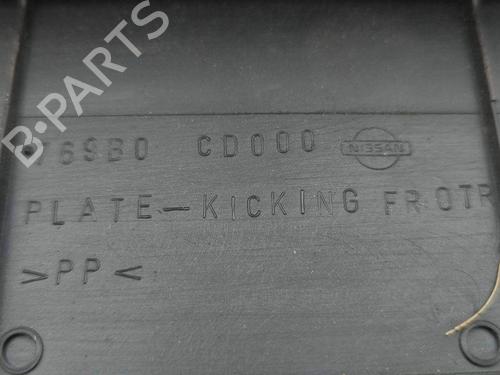 769B0 CD000 NISSAN
PLATE-KICKING FR OTR
>PP<
B-PARTS